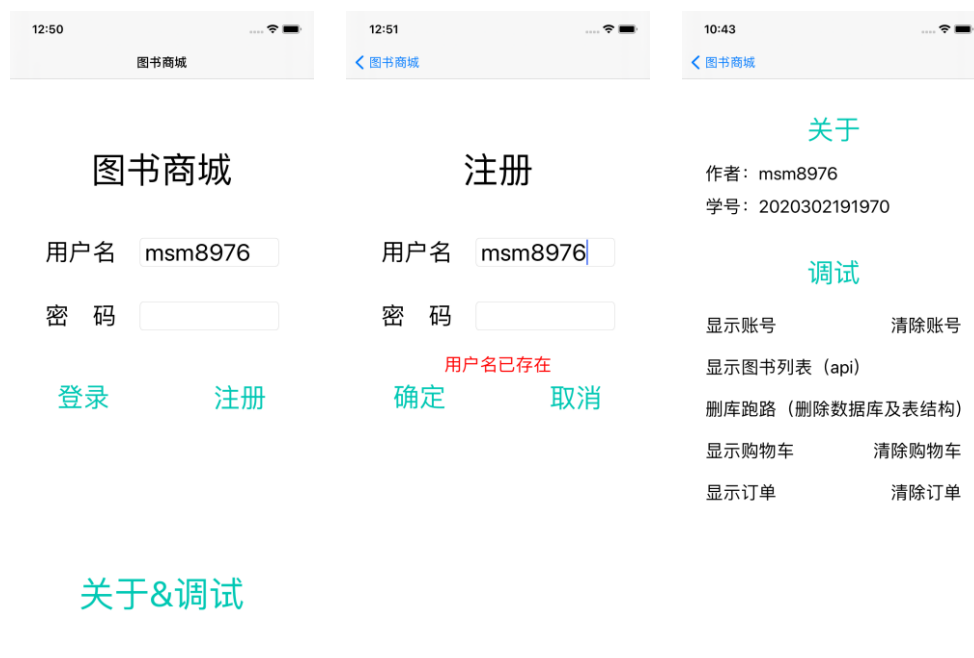 12:50
图书商城
图书商城
用户名 msm8976
密 码
登录 注册
关于&调试
12:51
图书商城
注册
用户名 msm8976
密 码
用户名已存在
确定 取消
10:43
图书商城
关于
作者：msm8976
学号：2020302191970
调试
显示账号 清除账号
显示图书列表（api）
删库跑路（删除数据库及表结构）
显示购物车 清除购物车
显示订单 清除订单